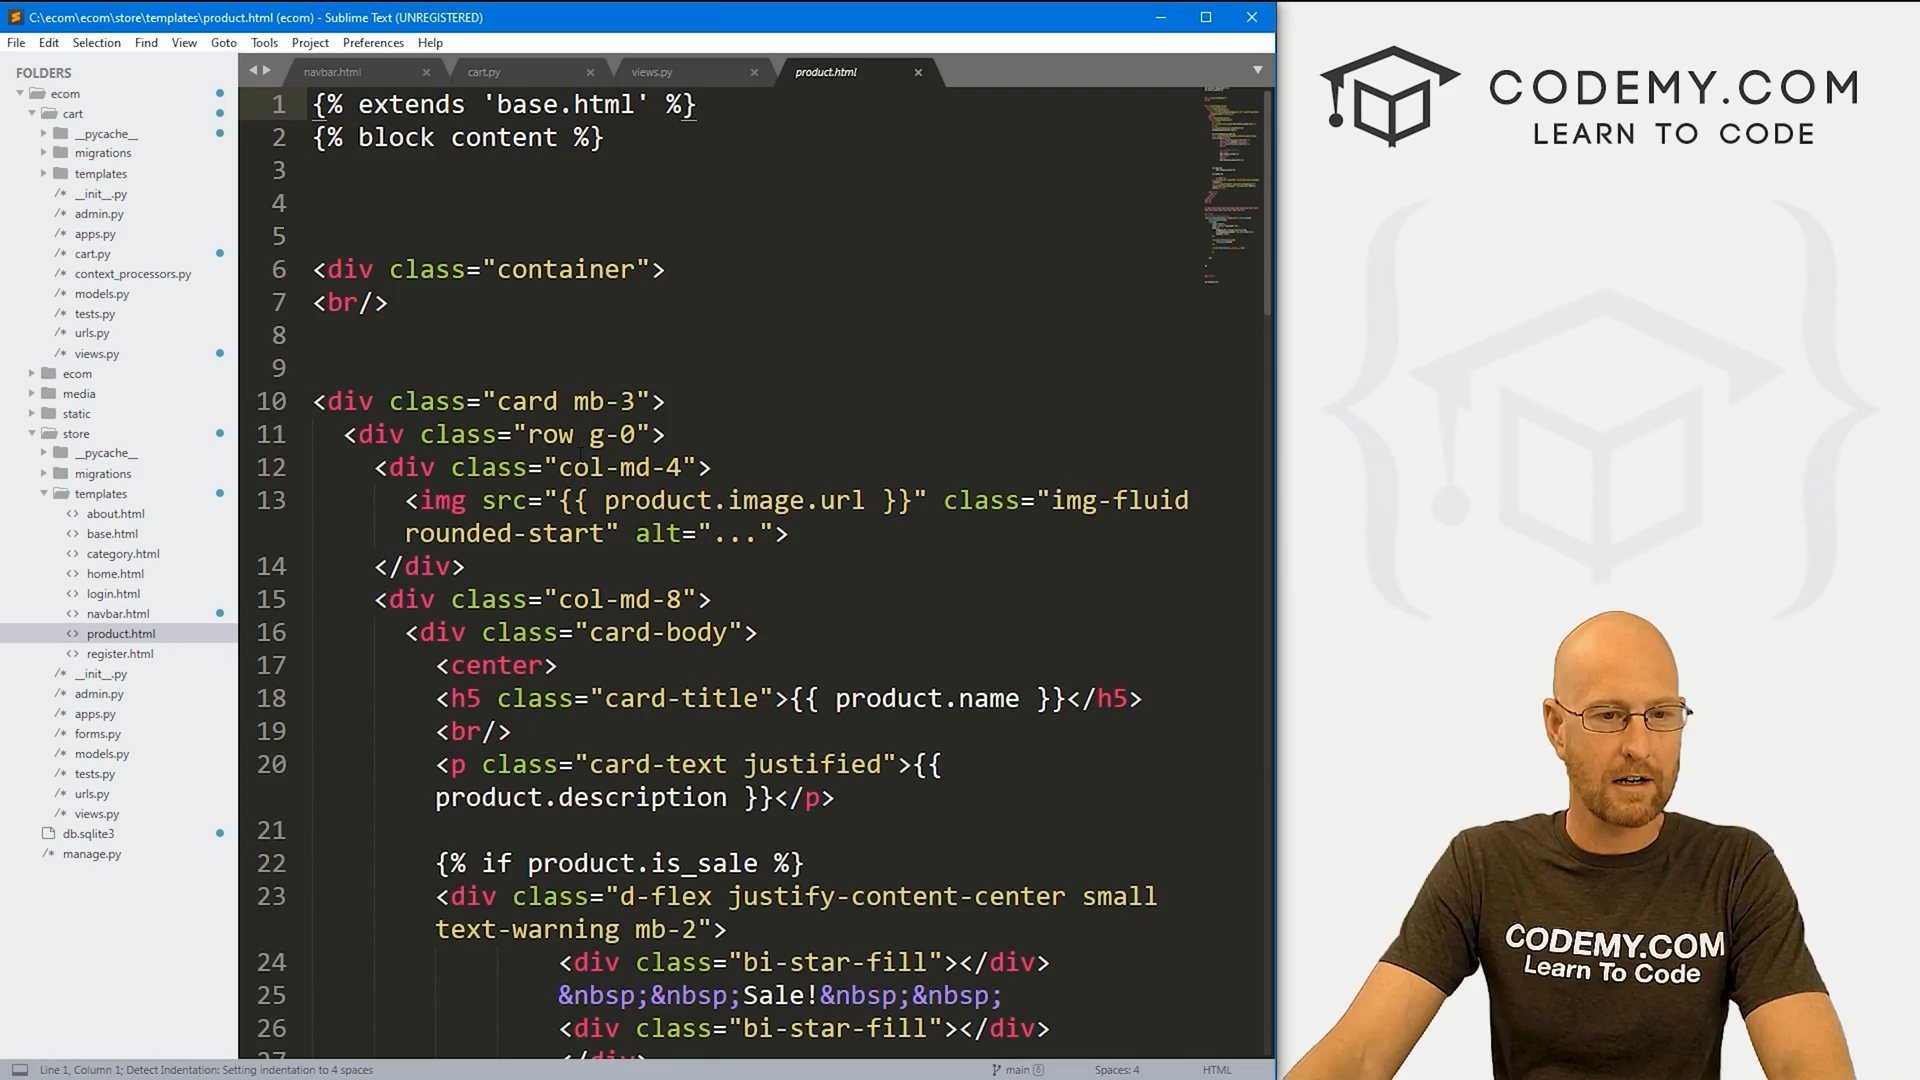 C:\ecom\ecom\store\templates\product.html (ecom) - Sublime Text (UNREGISTERED)
File Edit Selection Find View Goto Tools Project Preferences Help
FOLDERS
ecom
cart
__pycache__
migrations
templates
__init__.py
admin.py
apps.py
cart.py
context_processors.py
models.py
tests.py
urls.py
views.py
ecom
media
static
store
__pycache__
migrations
templates
about.html
base.html
category.html
home.html
login.html
navbar.html
product.html
register.html
__init__.py
admin.py
apps.py
forms.py
models.py
tests.py
urls.py
views.py
db.sqlite3
manage.py
navbar.html cart.py views.py product.html
1 {% extends 'base.html' %}
2 {% block content %}
3
4
5
6 <div class="container">
7 <br/>
8
9
10 <div class="card mb-3">
11 <div class="row g-0">
12 <div class="col-md-4">
13 <img src="{{ product.image.url }}" class="img-fluid
rounded-start" alt="...">
14 </div>
15 <div class="col-md-8">
16 <div class="card-body">
17 <center>
18 <h5 class="card-title">{{ product.name }}</h5>
19 <br/>
20 <p class="card-text justified">{{
product.description }}</p>
21
22 {% if product.is_sale %}
23 <div class="d-flex justify-content-center small
text-warning mb-2">
24 <div class="bi-star-fill"></div>
25 &nbsp;&nbsp;Sale!&nbsp;&nbsp;
26 <div class="bi-star-fill"></div>
27 </div>
Line 1, Column 1; Detect Indentation: Setting indentation to 4 spaces main 6 Spaces: 4 HTML
CODEMY.COM
LEARN TO CODE
CODEMY.COM
Learn To Code